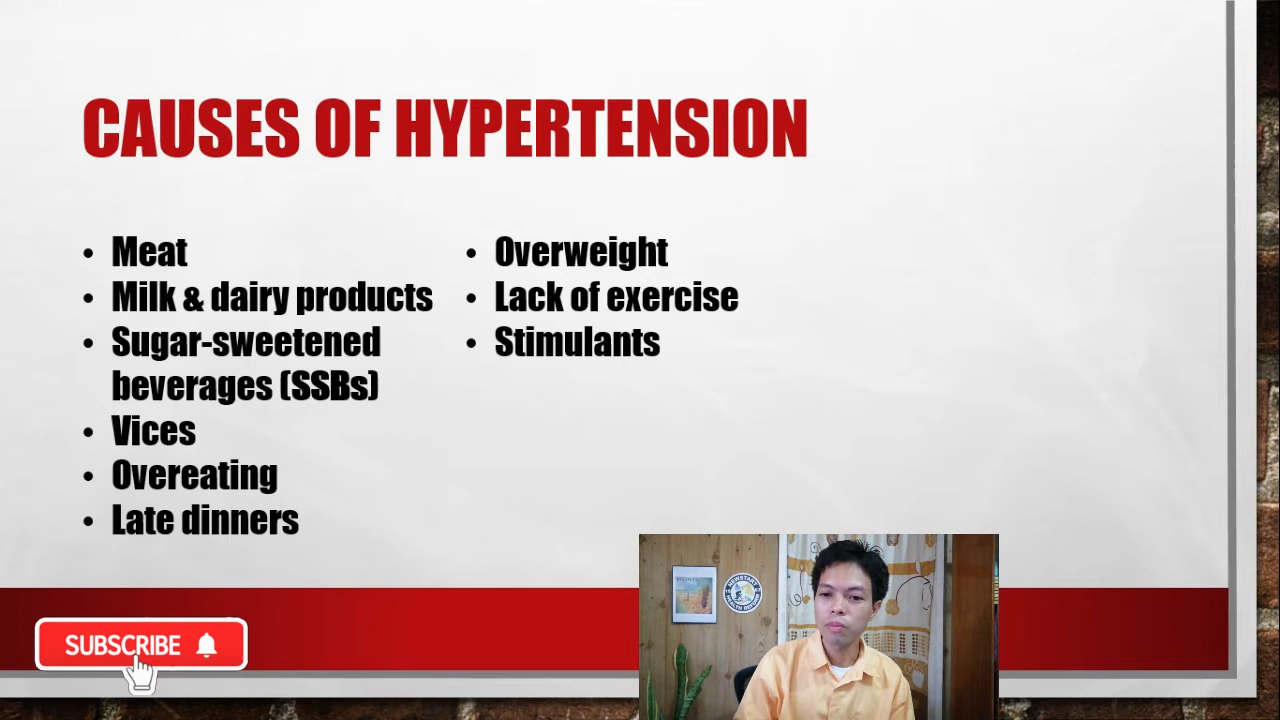 CAUSES OF HYPERTENSION
• Meat
• Milk & dairy products
• Sugar-sweetened
beverages (SSBs)
• Vices
• Overeating
• Late dinners
• Overweight
• Lack of exercise
• Stimulants
SUBSCRIBE